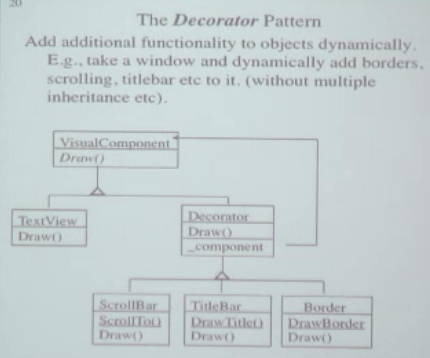 20
The Decorator Pattern
Add additional functionality to objects dynamically.
E.g., take a window and dynamically add borders,
scrolling, titlebar etc to it. (without multiple
inheritance etc).
VisualComponent
Draw()
TextView
Draw()
Decorator
Draw()
_component
ScrollBar
ScrollTo()
Draw()
TitleBar
DrawTitle()
Draw()
Border
DrawBorder
Draw()